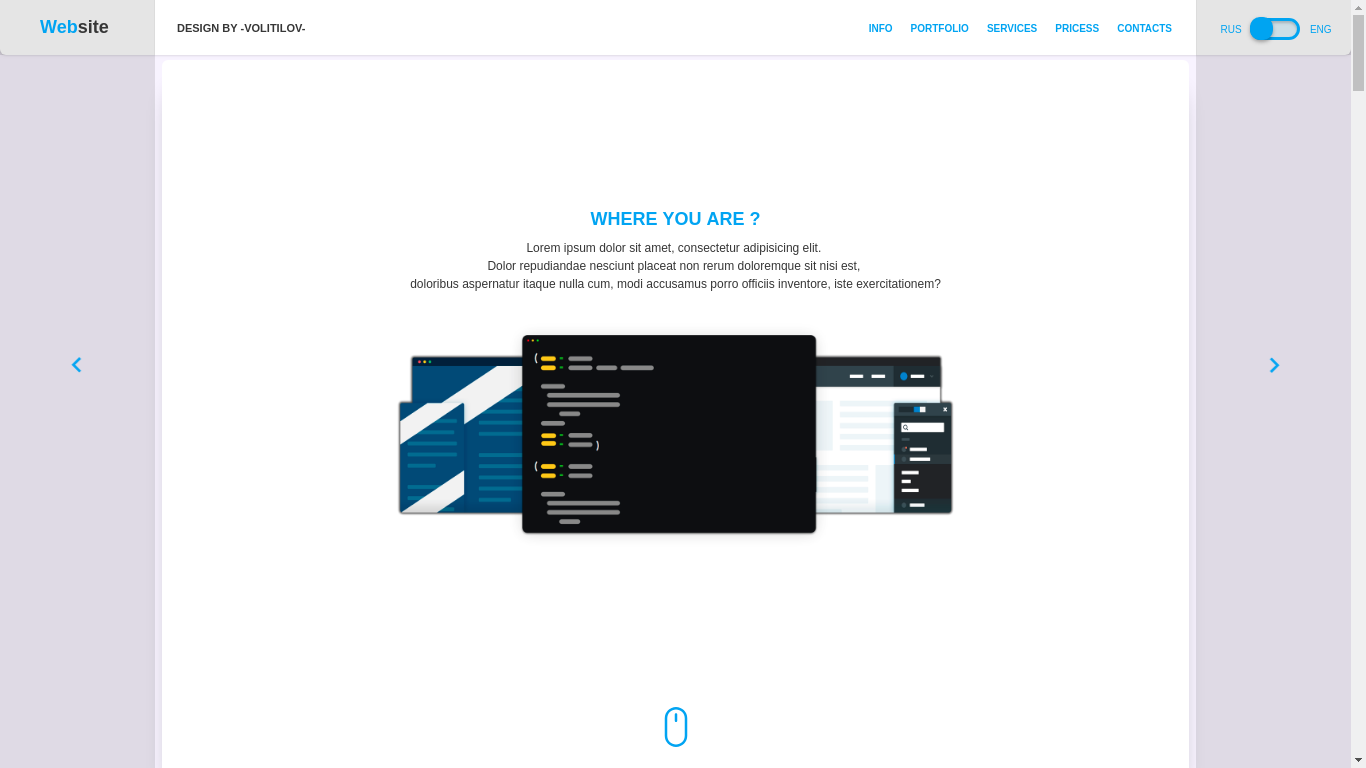 Website
DESIGN BY -VOLITILOV-
INFO PORTFOLIO SERVICES PRICESS CONTACTS
RUS ENG
WHERE YOU ARE ?
Lorem ipsum dolor sit amet, consectetur adipisicing elit.
Dolor repudiandae nesciunt placeat non rerum doloremque sit nisi est,
doloribus aspernatur itaque nulla cum, modi accusamus porro officiis inventore, iste exercitationem?